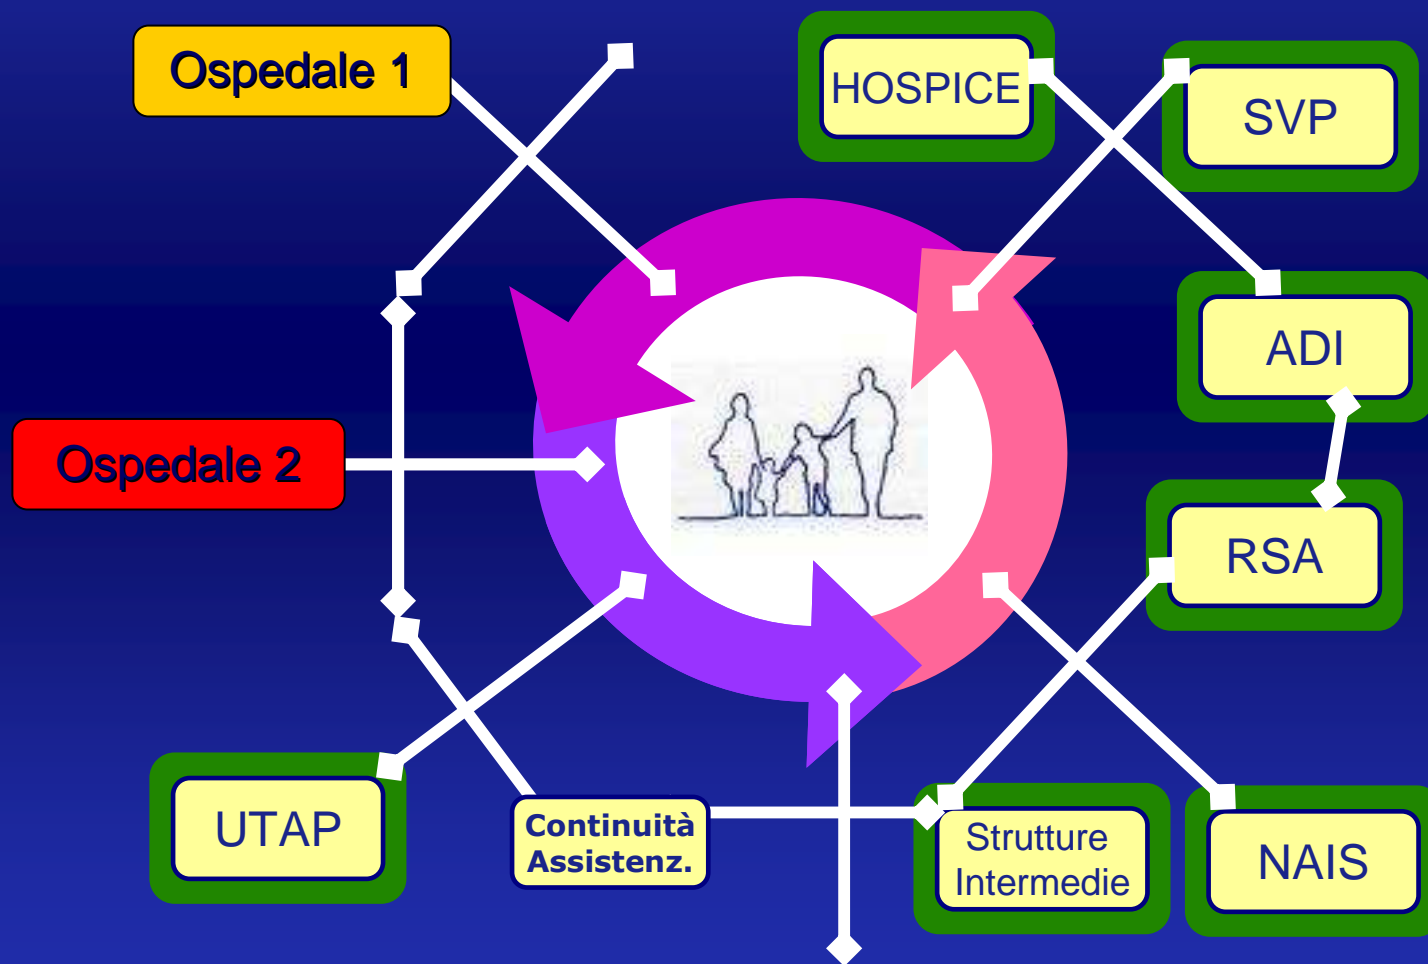 Ospedale 1
HOSPICE
SVP
ADI
Ospedale 2
RSA
UTAP
Continuità
Assistenz.
Strutture
Intermedie
NAIS